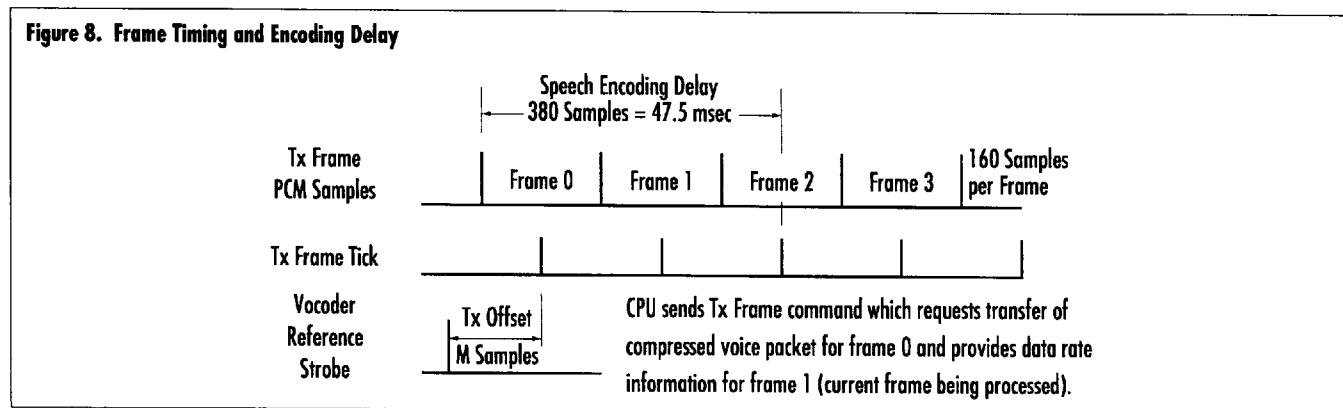 Figure 8. Frame Timing and Encoding Delay
Speech Encoding Delay
380 Samples = 47.5 msec
Tx Frame
PCM Samples
Frame 0
Frame 1
Frame 2
Frame 3
160 Samples
per Frame
Tx Frame Tick
Vocoder
Reference
Strobe
Tx Offset
M Samples
CPU sends Tx Frame command which requests transfer of
compressed voice packet for frame 0 and provides data rate
information for frame 1 (current frame being processed).